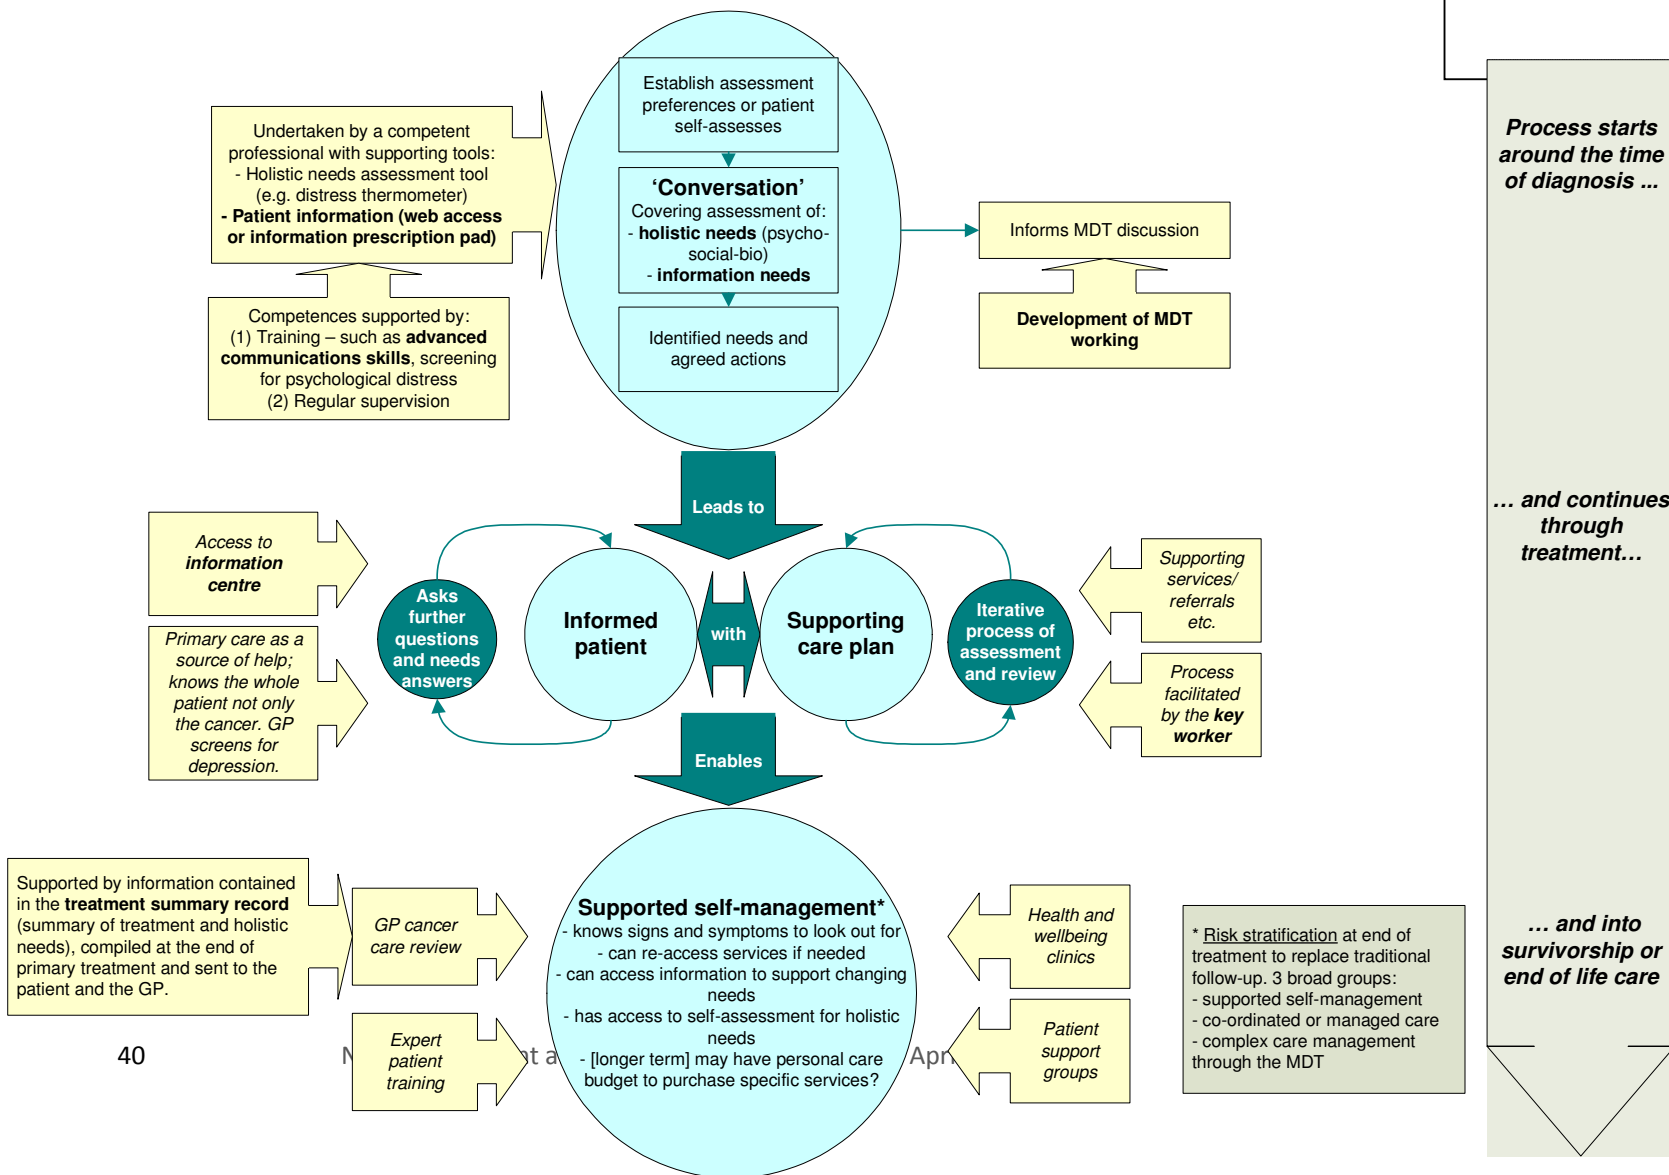 Establish assessment
preferences or patient
self-assesses
Undertaken by a competent
professional with supporting tools:
- Holistic needs assessment tool
(e.g. distress thermometer)
- Patient information (web access
or information prescription pad)
'Conversation'
Covering assessment of:
- holistic needs (psycho-
social-bio)
- information needs
Informs MDT discussion
Process starts
around the time
of diagnosis ...
Competences supported by:
(1) Training – such as advanced
communications skills, screening
for psychological distress
(2) Regular supervision
Identified needs and
agreed actions
Development of MDT
working
Leads to
Access to
information
centre
Primary care as a
source of help;
knows the whole
patient not only
the cancer. GP
screens for
depression.
Asks
further
questions
and needs
answers
Informed
patient
with
Supporting
care plan
Iterative
process of
assessment
and review
Supporting
services/
referrals
etc.
Process
facilitated
by the key
worker
... and continues
through
treatment...
Enables
Supported by information contained
in the treatment summary record
(summary of treatment and holistic
needs), compiled at the end of
primary treatment and sent to the
patient and the GP.
GP cancer
care review
Expert
patient
training
Supported self-management*
- knows signs and symptoms to look out for
- can re-access services if needed
- can access information to support changing
needs
- has access to self-assessment for holistic
needs
- [longer term] may have personal care
budget to purchase specific services?
Health and
wellbeing
clinics
Patient
support
groups
* Risk stratification at end of
treatment to replace traditional
follow-up. 3 broad groups:
- supported self-management
- co-ordinated or managed care
- complex care management
through the MDT
... and into
survivorship or
end of life care
40